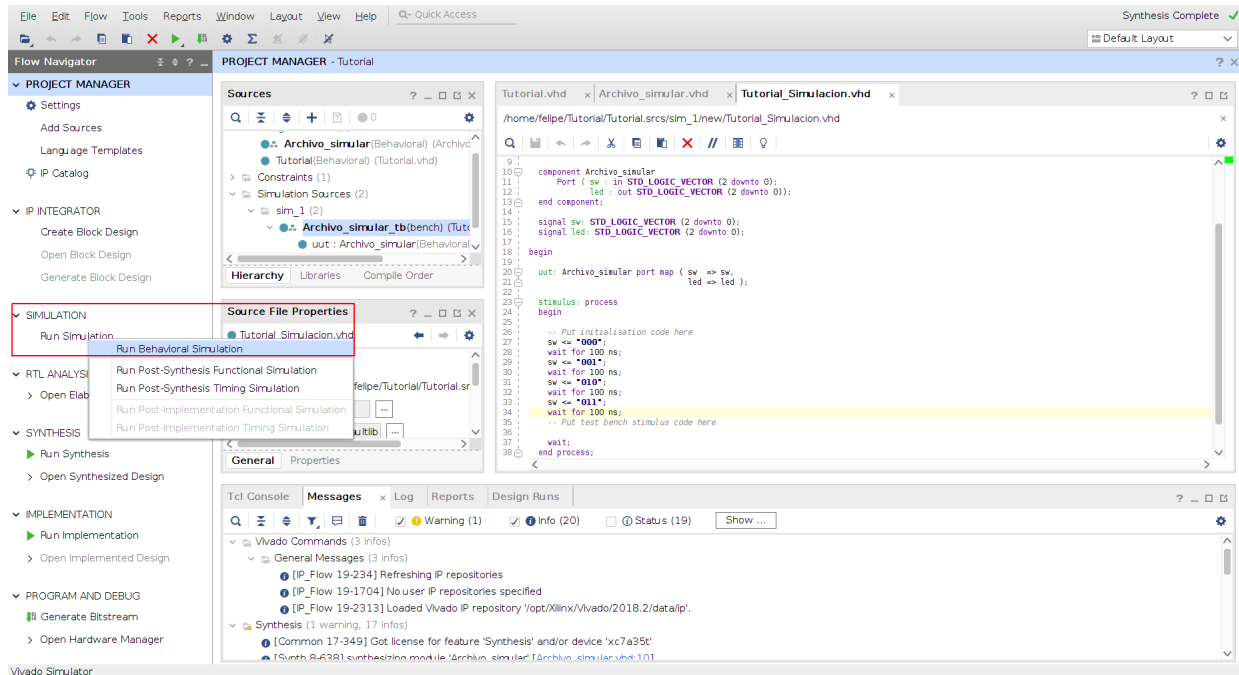 File Edit Flow Tools Reports Window Layout View Help Q- Quick Access Synthesis Complete
Default Layout
Flow Navigator ? _
PROJECT MANAGER - Tutorial ? ×
PROJECT MANAGER
Settings
Add Sources
Language Templates
IP Catalog
IP INTEGRATOR
Create Block Design
Open Block Design
Generate Block Design
SIMULATION
Run Simulation
Run Behavioral Simulation
Run Post-Synthesis Functional Simulation
Run Post-Synthesis Timing Simulation
Run Post-Implementation Functional Simulation
Run Post-Implementation Timing Simulation
RTL ANALYSI
Open Elab
SYNTHESIS
Run Synthesis
Open Synthesized Design
IMPLEMENTATION
Run Implementation
Open Implemented Design
PROGRAM AND DEBUG
Generate Bitstream
Open Hardware Manager
Vivado Simulator
Sources
0
Archivo_simular(Behavioral) (Archivo
Tutorial(Behavioral) (Tutorial.vhd)
Constraints (1)
Simulation Sources (2)
sim_1 (2)
Archivo_simular_tb(bench) (Tuto
uut : Archivo_simular(Behavioral
Hierarchy Libraries Compile Order
Source File Properties
Tutorial_Simulacion.vhd
felipe/Tutorial/Tutorial.sr
aultlib
General Properties
Tutorial.vhd Archivo_simular.vhd Tutorial_Simulacion.vhd
/home/felipe/Tutorial/Tutorial.srcs/sim_1/new/Tutorial_Simulacion.vhd
9
10 component Archivo_simular
11 Port ( sw : in STD_LOGIC_VECTOR (2 downto 0);
12 led : out STD_LOGIC_VECTOR (2 downto 0));
13 end component;
14
15 signal sw: STD_LOGIC_VECTOR (2 downto 0);
16 signal led: STD_LOGIC_VECTOR (2 downto 0);
17
18 begin
19
20 uut: Archivo_simular port map ( sw => sw,
21 led => led );
22
23 stimulus: process
24 begin
25
26 -- Put initialisation code here
27 sw <= "000";
28 wait for 100 ns;
29 sw <= "001";
30 wait for 100 ns;
31 sw <= "010";
32 wait for 100 ns;
33 sw <= "011";
34 wait for 100 ns;
35 -- Put test bench stimulus code here
36
37 wait;
38 end process;
Tcl Console Messages Log Reports Design Runs
Warning (1) Info (20) Status (19) Show ...
Vivado Commands (3 infos)
General Messages (3 infos)
[IP_Flow 19-234] Refreshing IP repositories
[IP_Flow 19-1704] No user IP repositories specified
[IP_Flow 19-2313] Loaded Vivado IP repository '/opt/Xilinx/Vivado/2018.2/data/ip'.
Synthesis (1 warning, 17 infos)
[Common 17-349] Got license for feature 'Synthesis' and/or device 'xc7a35t'
[Synth 8-638] synthesizing module 'Archivo_simular' [Archivo_simular.vhd:10]